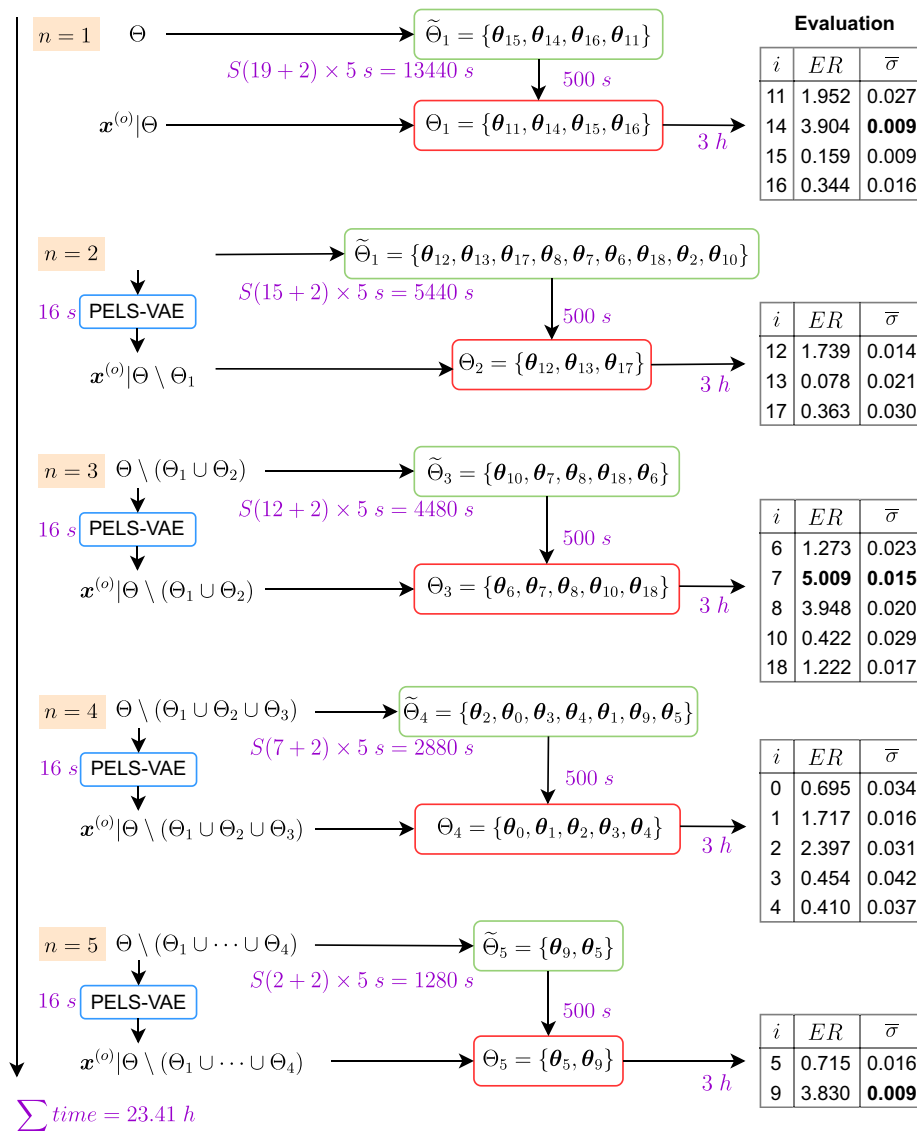 Evaluation
n = 1 Θ Θ̃₁ = {θ₁₅, θ₁₄, θ₁₆, θ₁₁}
S(19 + 2) × 5 s = 13440 s
500 s
x⁽ᵒ⁾|Θ Θ₁ = {θ₁₁, θ₁₄, θ₁₅, θ₁₆}
3 h
i ER σ̅
11 1.952 0.027
14 3.904 0.009
15 0.159 0.009
16 0.344 0.016
n = 2 Θ̃₁ = {θ₁₂, θ₁₃, θ₁₇, θ₈, θ₇, θ₆, θ₁₈, θ₂, θ₁₀}
S(15 + 2) × 5 s = 5440 s
16 s PELS-VAE
500 s
x⁽ᵒ⁾|Θ \ Θ₁ Θ₂ = {θ₁₂, θ₁₃, θ₁₇}
3 h
i ER σ̅
12 1.739 0.014
13 0.078 0.021
17 0.363 0.030
n = 3 Θ \ (Θ₁ ∪ Θ₂) Θ̃₃ = {θ₁₀, θ₇, θ₈, θ₁₈, θ₆}
S(12 + 2) × 5 s = 4480 s
16 s PELS-VAE
500 s
x⁽ᵒ⁾|Θ \ (Θ₁ ∪ Θ₂) Θ₃ = {θ₆, θ₇, θ₈, θ₁₀, θ₁₈}
3 h
i ER σ̅
6 1.273 0.023
7 5.009 0.015
8 3.948 0.020
10 0.422 0.029
18 1.222 0.017
n = 4 Θ \ (Θ₁ ∪ Θ₂ ∪ Θ₃) Θ̃₄ = {θ₂, θ₀, θ₃, θ₄, θ₁, θ₉, θ₅}
S(7 + 2) × 5 s = 2880 s
16 s PELS-VAE
500 s
x⁽ᵒ⁾|Θ \ (Θ₁ ∪ Θ₂ ∪ Θ₃) Θ₄ = {θ₀, θ₁, θ₂, θ₃, θ₄}
3 h
i ER σ̅
0 0.695 0.034
1 1.717 0.016
2 2.397 0.031
3 0.454 0.042
4 0.410 0.037
n = 5 Θ \ (Θ₁ ∪ ⋯ ∪ Θ₄) Θ̃₅ = {θ₉, θ₅}
S(2 + 2) × 5 s = 1280 s
16 s PELS-VAE
500 s
x⁽ᵒ⁾|Θ \ (Θ₁ ∪ ⋯ ∪ Θ₄) Θ₅ = {θ₅, θ₉}
3 h
i ER σ̅
5 0.715 0.016
9 3.830 0.009
∑ time = 23.41 h